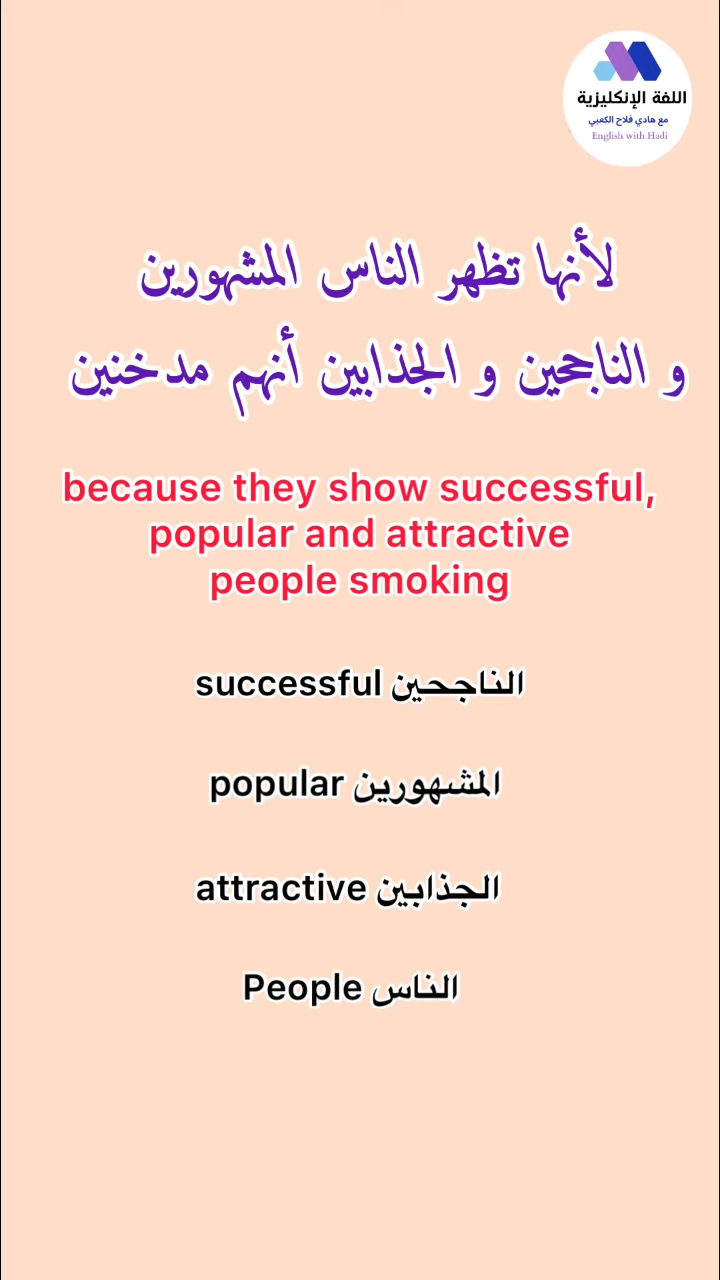 اللغة الإنكليزية
مع هادي فلاح الكعبي
English with Hadi
لأنها تظهر الناس المشهورين
و الناجحين و الجذابين أنهم مدخنين
because they show successful,
popular and attractive
people smoking
successful الناجحين
popular المشهورين
attractive الجذابين
People الناس